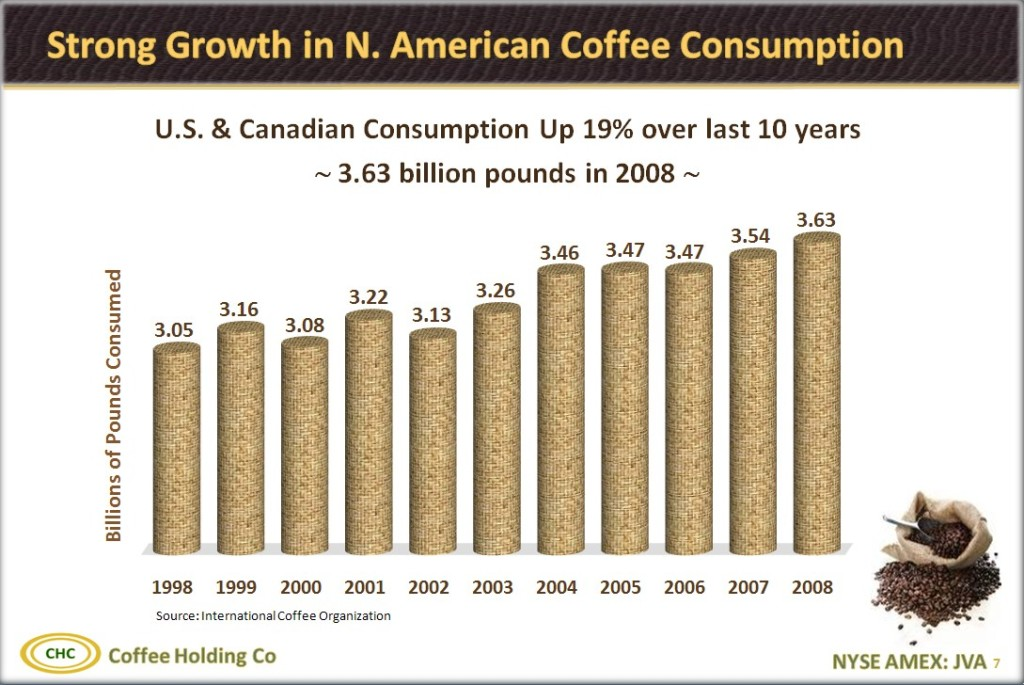 Strong Growth in N. American Coffee Consumption
U.S. & Canadian Consumption Up 19% over last 10 years
~ 3.63 billion pounds in 2008 ~
Billions of Pounds Consumed
3.05
3.16
3.08
3.22
3.13
3.26
3.46
3.47
3.47
3.54
3.63
1998 1999 2000 2001 2002 2003 2004 2005 2006 2007 2008
Source: International Coffee Organization
CHC Coffee Holding Co
NYSE AMEX: JVA 7